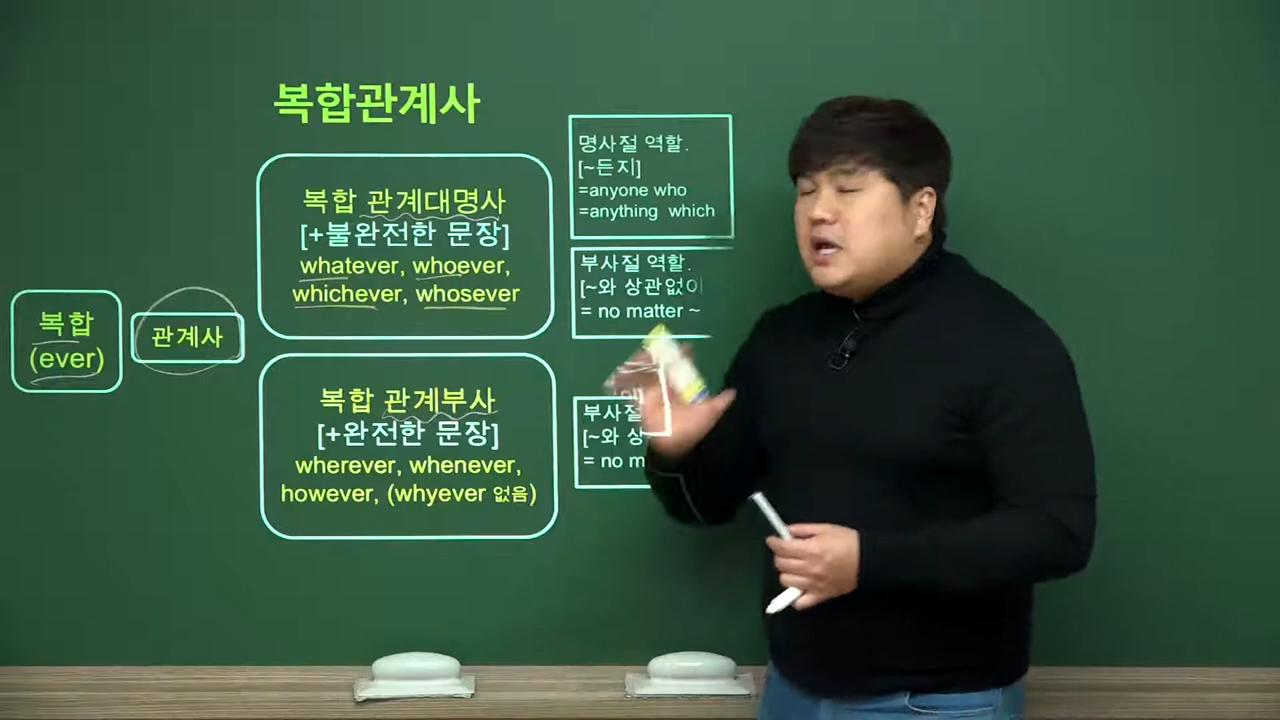 복합관계사
복합
(ever)
관계사
복합 관계대명사
[+불완전한 문장]
whatever, whoever,
whichever, whosever
명사절 역할.
[~든지]
=anyone who
=anything which
부사절 역할.
[~와 상관없이
= no matter ~
복합 관계부사
[+완전한 문장]
wherever, whenever,
however, (whyever 없음)
부사절
[~와 상
= no m